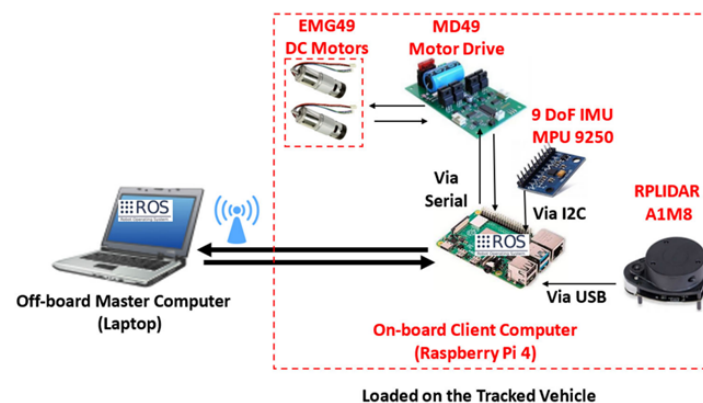 EMG49
DC Motors
MD49
Motor Drive
9 DoF IMU
MPU 9250
Via
Serial
Via I2C
RPLIDAR
A1M8
ROS
ROS
Via USB
Off-board Master Computer
(Laptop)
On-board Client Computer
(Raspberry Pi 4)
Loaded on the Tracked Vehicle